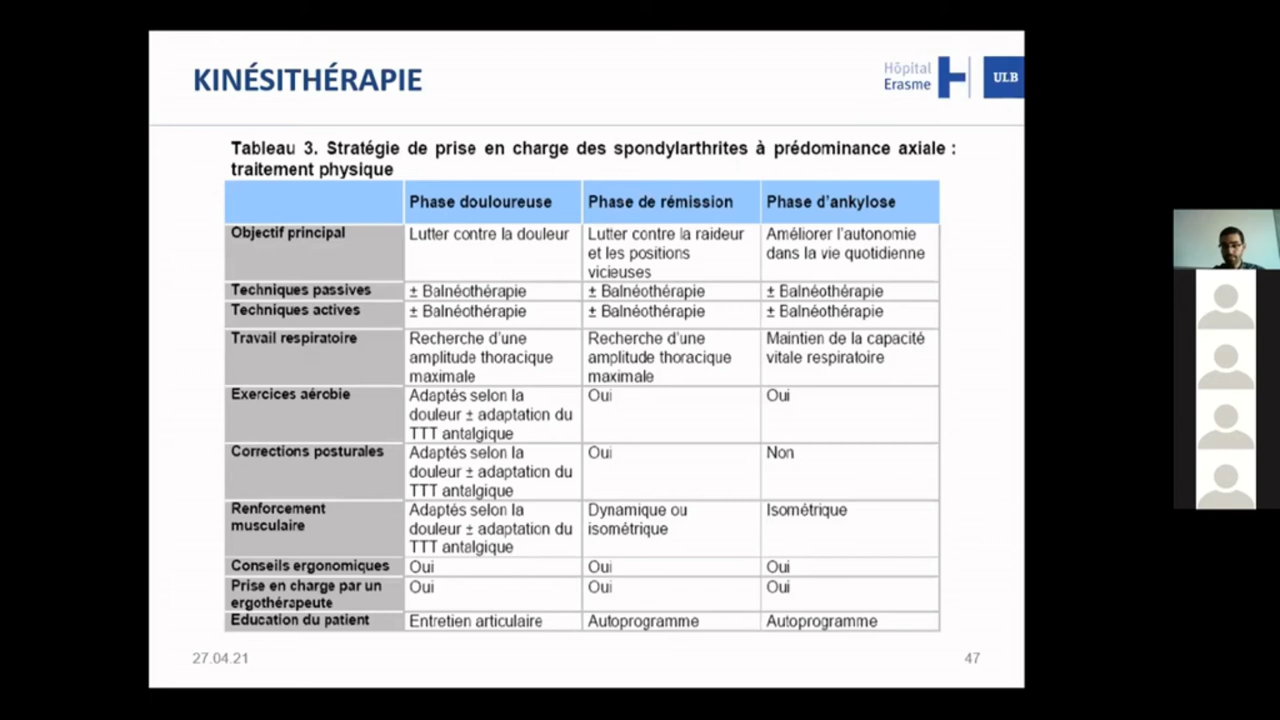 KINÉSITHÉRAPIE
Hôpital
Erasme
ULB
Tableau 3. Stratégie de prise en charge des spondylarthrites à prédominance axiale :
traitement physique
Phase douloureuse
Phase de rémission
Phase d'ankylose
Objectif principal
Lutter contre la douleur
Lutter contre la raideur
et les positions
vicieuses
Améliorer l'autonomie
dans la vie quotidienne
Techniques passives
± Balnéothérapie
± Balnéothérapie
± Balnéothérapie
Techniques actives
± Balnéothérapie
± Balnéothérapie
± Balnéothérapie
Travail respiratoire
Recherche d'une
amplitude thoracique
maximale
Recherche d'une
amplitude thoracique
maximale
Maintien de la capacité
vitale respiratoire
Exercices aérobie
Adaptés selon la
douleur ± adaptation du
TTT antalgique
Oui
Oui
Corrections posturales
Adaptés selon la
douleur ± adaptation du
TTT antalgique
Oui
Non
Renforcement
musculaire
Adaptés selon la
douleur ± adaptation du
TTT antalgique
Dynamique ou
isométrique
Isométrique
Conseils ergonomiques
Oui
Oui
Oui
Prise en charge par un
ergothérapeute
Oui
Oui
Oui
Education du patient
Entretien articulaire
Autoprogramme
Autoprogramme
27.04.21
47